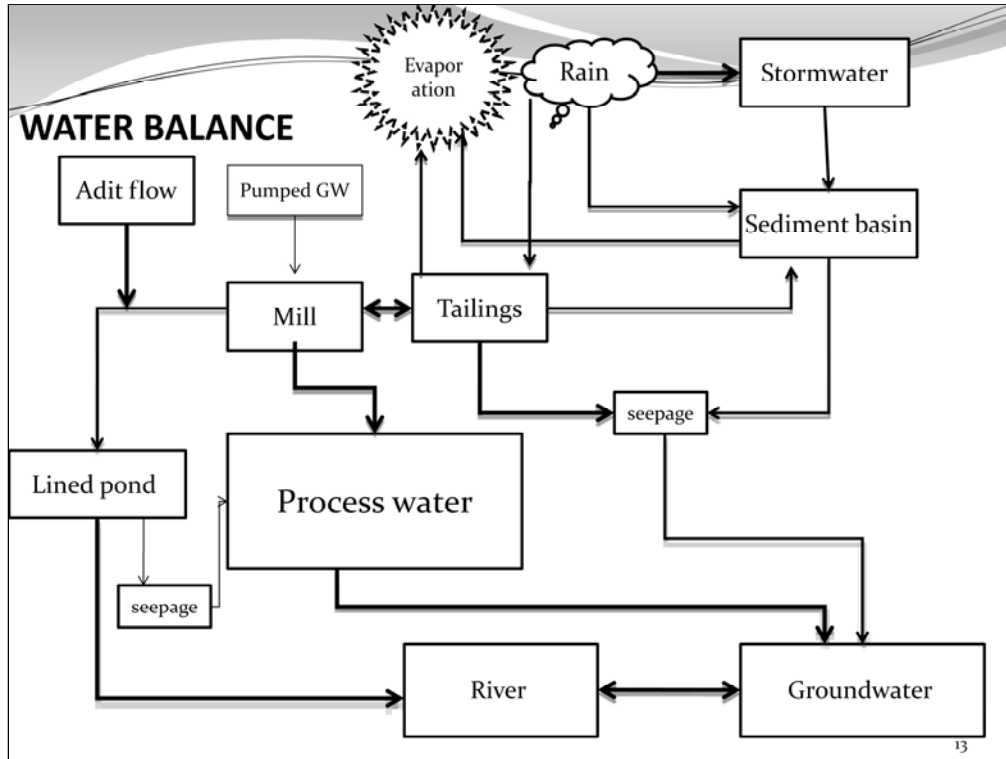 Evapor
ation
Rain
Stormwater
WATER BALANCE
Adit flow
Pumped GW
Sediment basin
Mill
Tailings
seepage
Lined pond
Process water
seepage
River
Groundwater
13